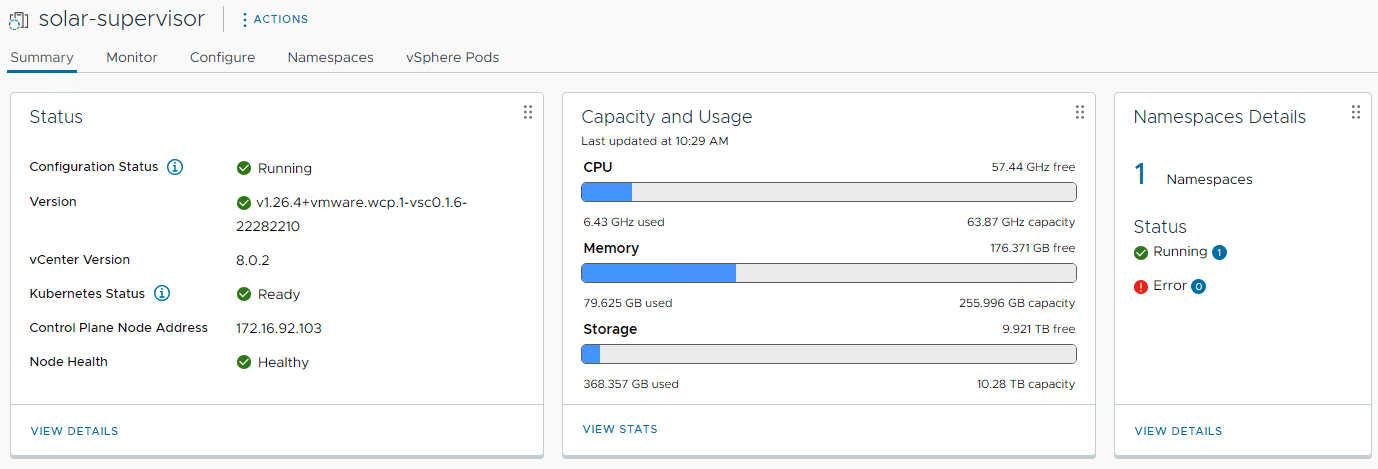 solar-supervisor
ACTIONS
Summary Monitor Configure Namespaces vSphere Pods
Status
Configuration Status Running
Version v1.26.4+vmware.wcp.1-vsc0.1.6-
22282210
vCenter Version 8.0.2
Kubernetes Status Ready
Control Plane Node Address 172.16.92.103
Node Health Healthy
VIEW DETAILS
Capacity and Usage
Last updated at 10:29 AM
CPU 57.44 GHz free
6.43 GHz used 63.87 GHz capacity
Memory 176.371 GB free
79.625 GB used 255.996 GB capacity
Storage 9.921 TB free
368.357 GB used 10.28 TB capacity
VIEW STATS
Namespaces Details
1 Namespaces
Status
Running 1
Error 0
VIEW DETAILS